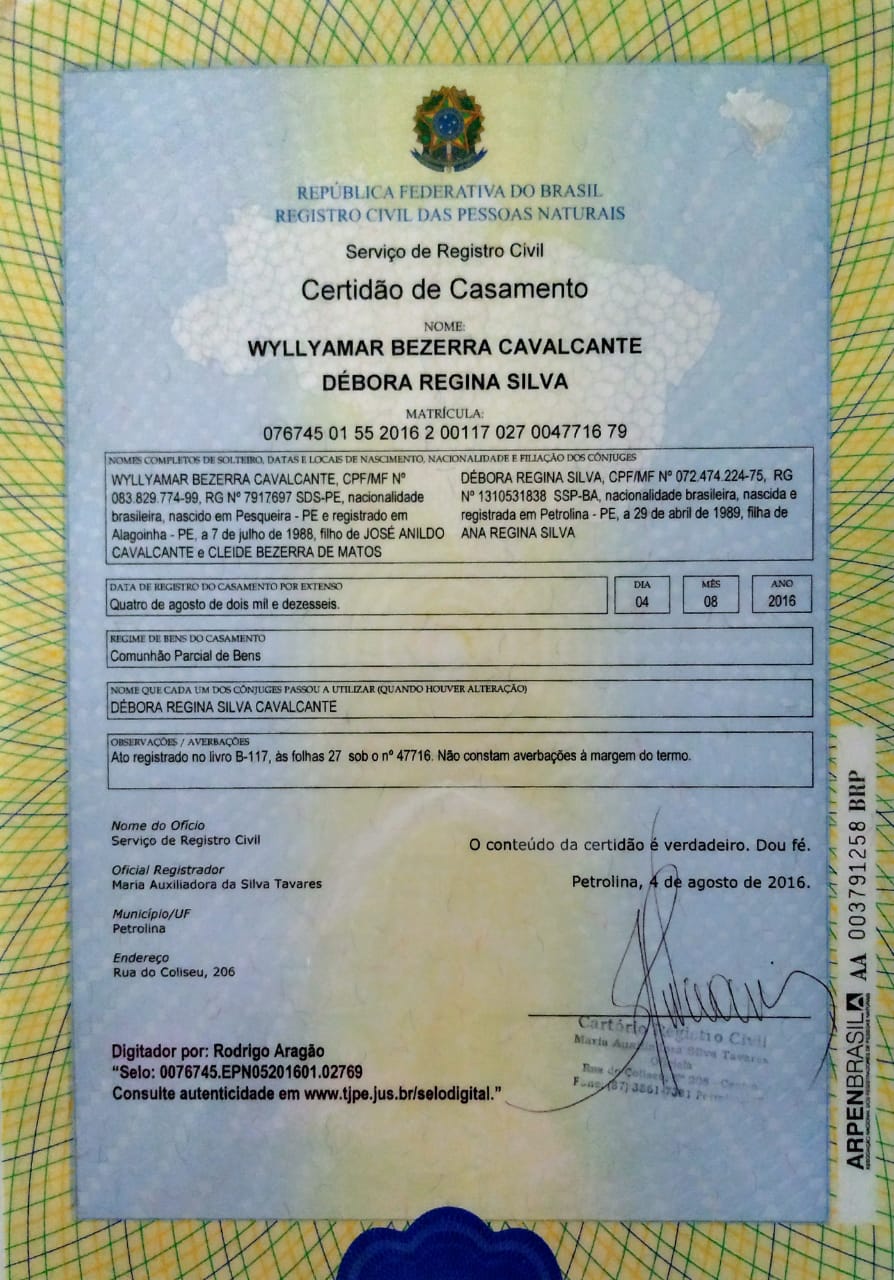 REPÚBLICA FEDERATIVA DO BRASIL
REGISTRO CIVIL DAS PESSOAS NATURAIS
Serviço de Registro Civil
Certidão de Casamento
NOME:
WYLLYAMAR BEZERRA CAVALCANTE
DÉBORA REGINA SILVA
MATRÍCULA:
076745 01 55 2016 2 00117 027 0047716 79
NOMES COMPLETOS DE SOLTEIRO, DATAS E LOCAIS DE NASCIMENTO, NACIONALIDADE E FILIAÇÃO DOS CÔNJUGES
WYLLYAMAR BEZERRA CAVALCANTE, CPF/MF Nº
083.829.774-99, RG Nº 7917697 SDS-PE, nacionalidade
brasileira, nascido em Pesqueira - PE e registrado em
Alagoinha - PE, a 7 de julho de 1988, filho de JOSÉ ANILDO
CAVALCANTE e CLEIDE BEZERRA DE MATOS
DÉBORA REGINA SILVA, CPF/MF Nº 072.474.224-75, RG
Nº 1310531838 SSP-BA, nacionalidade brasileira, nascida e
registrada em Petrolina - PE, a 29 de abril de 1989, filha de
ANA REGINA SILVA
DATA DE REGISTRO DO CASAMENTO POR EXTENSO
Quatro de agosto de dois mil e dezesseis.
DIA
04
MÊS
08
ANO
2016
REGIME DE BENS DO CASAMENTO
Comunhão Parcial de Bens
NOME QUE CADA UM DOS CÔNJUGES PASSOU A UTILIZAR (QUANDO HOUVER ALTERAÇÃO)
DÉBORA REGINA SILVA CAVALCANTE
OBSERVAÇÕES / AVERBAÇÕES
Ato registrado no livro B-117, às folhas 27 sob o nº 47716. Não constam averbações à margem do termo.
Nome do Ofício
Serviço de Registro Civil
Oficial Registrador
Maria Auxiliadora da Silva Tavares
Município/UF
Petrolina
Endereço
Rua do Coliseu, 206
O conteúdo da certidão é verdadeiro. Dou fé.
Petrolina, 4 de agosto de 2016.
Cartório Registro Civil
Maria Silva Tavares
Digitador por: Rodrigo Aragão
“Selo: 0076745.EPN05201601.02769
Consulte autenticidade em www.tjpe.jus.br/selodigital.”
ARPENBRASIL AA 003791258 BRP